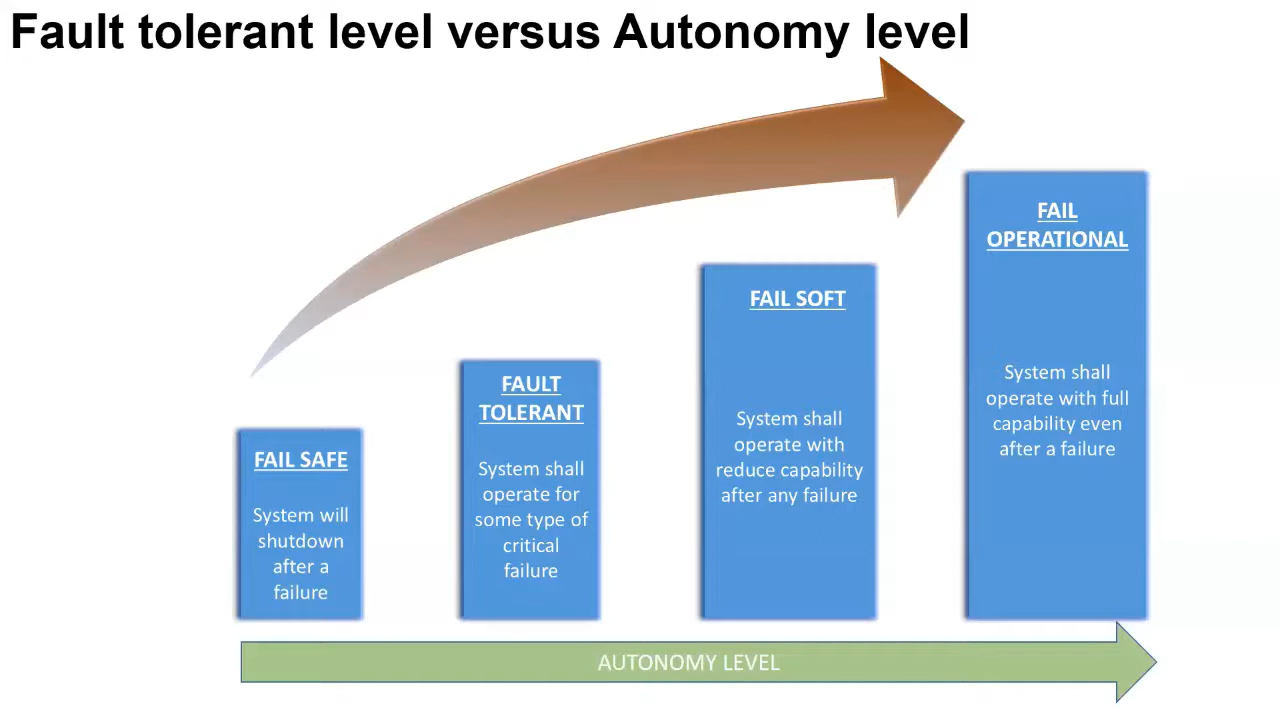 Fault tolerant level versus Autonomy level
FAIL SAFE
System will
shutdown
after a
failure
FAULT
TOLERANT
System shall
operate for
some type of
critical
failure
FAIL SOFT
System shall
operate with
reduce capability
after any failure
FAIL
OPERATIONAL
System shall
operate with full
capability even
after a failure
AUTONOMY LEVEL